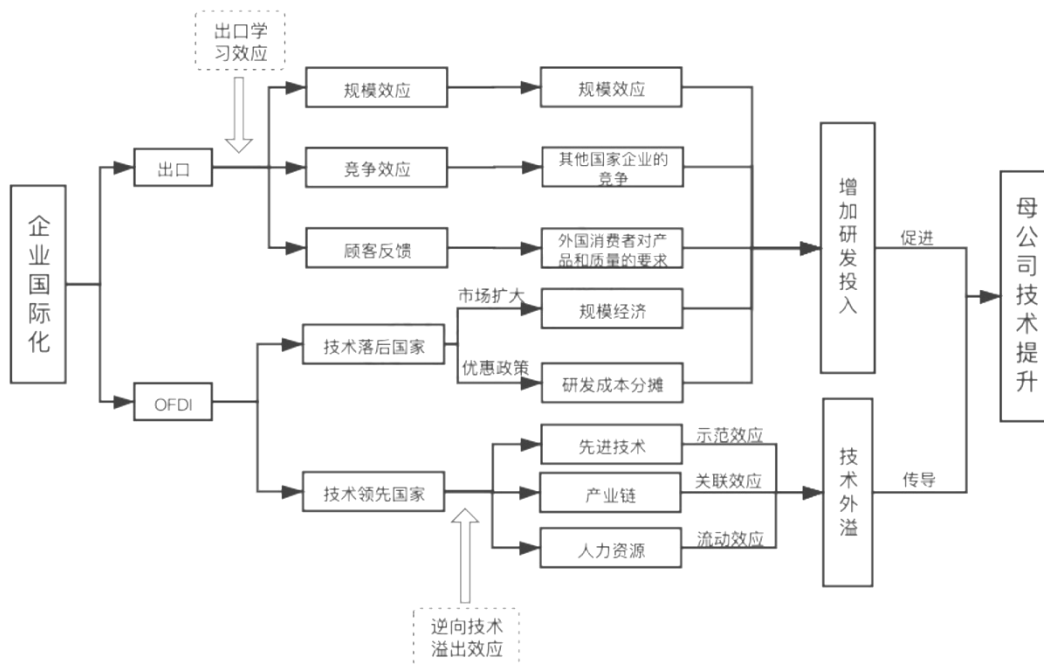 出口学
习效应
规模效应
规模效应
出口
竞争效应
其他国家企业的
竞争
企业国际化
顾客反馈
外国消费者对产
品和质量的要求
增加研发投入
促进
母公司技术提升
市场扩大
规模经济
技术落后国家
优惠政策
研发成本分摊
OFDI
先进技术
示范效应
技术领先国家
产业链
关联效应
技术外溢
传导
人力资源
流动效应
逆向技术
溢出效应